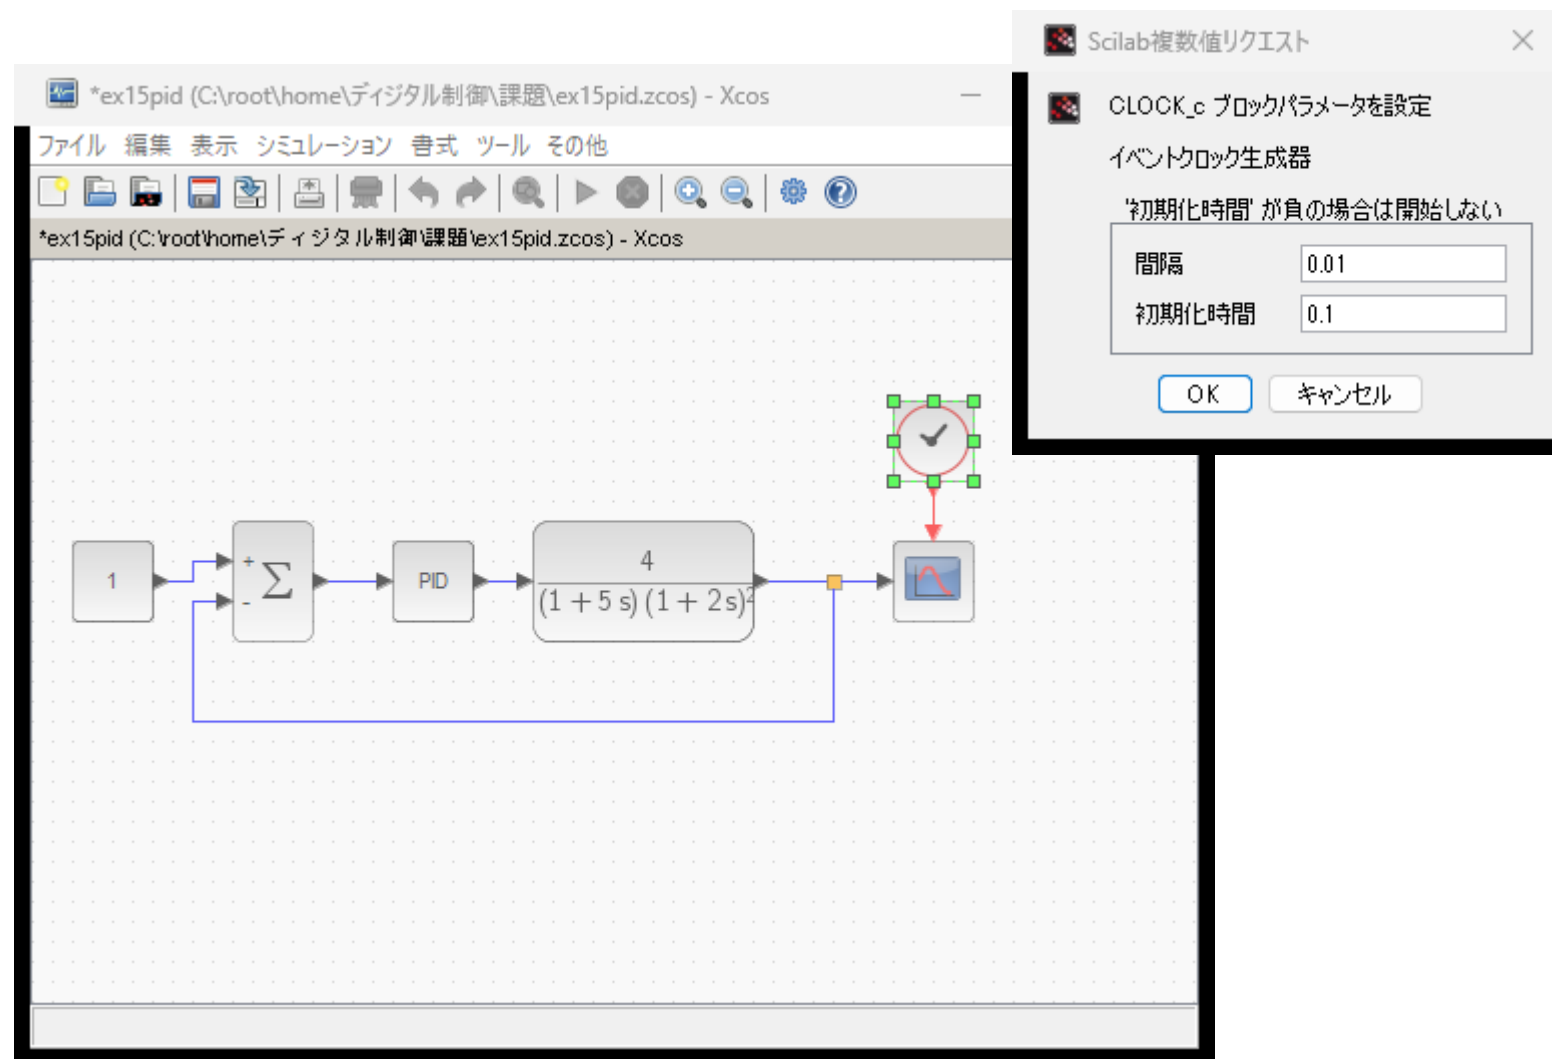 *ex15pid (C:\root\home\ディジタル制御\課題\ex15pid.zcos) - Xcos
ファイル 編集 表示 シミュレーション 書式 ツール その他
*ex15pid (C:\root\home\ディジタル制御\課題\ex15pid.zcos) - Xcos
1
+
-
Σ
PID
4
(1 + 5 s) (1 + 2 s)²
Scilab複数値リクエスト
CLOCK_c ブロックパラメータを設定
イベントクロック生成器
'初期化時間' が負の場合は開始しない
間隔 0.01
初期化時間 0.1
OK キャンセル